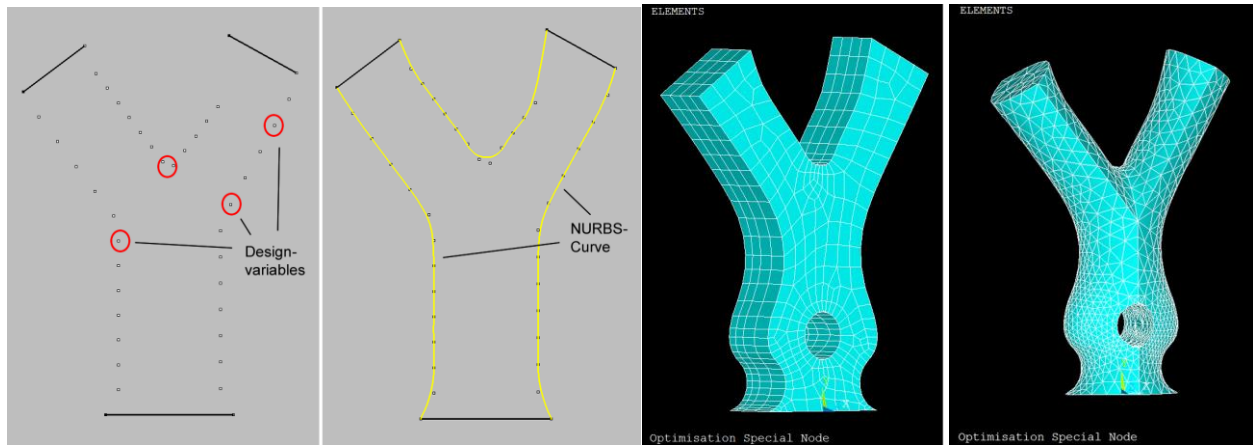 Design-
variables
NURBS-
Curve
ELEMENTS
Optimisation Special Node
ELEMENTS
Optimisation Special Node